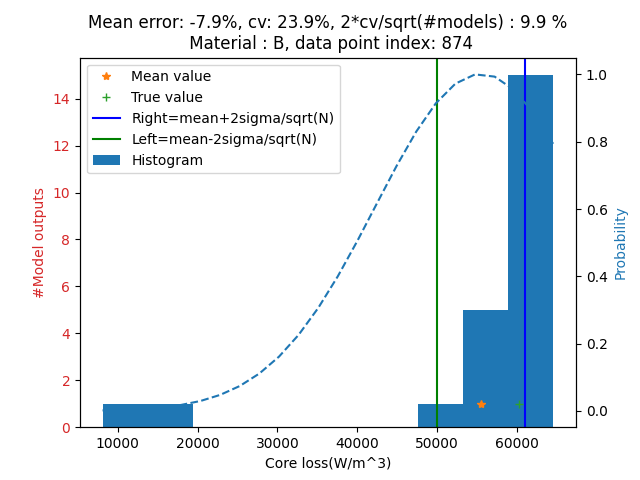 Mean error: -7.9%, cv: 23.9%, 2*cv/sqrt(#models) : 9.9 %
Material : B, data point index: 874
Mean value
True value
Right=mean+2sigma/sqrt(N)
Left=mean-2sigma/sqrt(N)
Histogram
#Model outputs
14
12
10
8
6
4
2
0
1.0
0.8
0.6
0.4
0.2
0.0
Probability
10000 20000 30000 40000 50000 60000
Core loss(W/m^3)